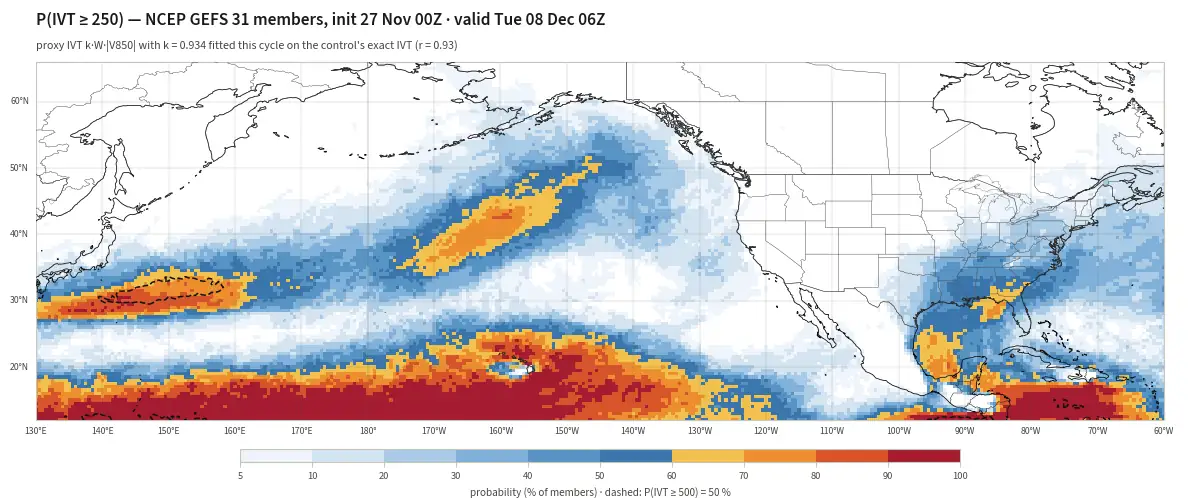 P(IVT ≥ 250) — NCEP GEFS 31 members, init 27 Nov 00Z · valid Tue 08 Dec 06Z
proxy IVT k·W·|V850| with k = 0.934 fitted this cycle on the control's exact IVT (r = 0.93)
60°N
50°N
40°N
30°N
20°N
130°E 140°E 150°E 160°E 170°E 180° 170°W 160°W 150°W 140°W 130°W 120°W 110°W 100°W 90°W 80°W 70°W 60°W
5 10 20 30 40 50 60 70 80 90 100
probability (% of members) · dashed: P(IVT ≥ 500) = 50 %